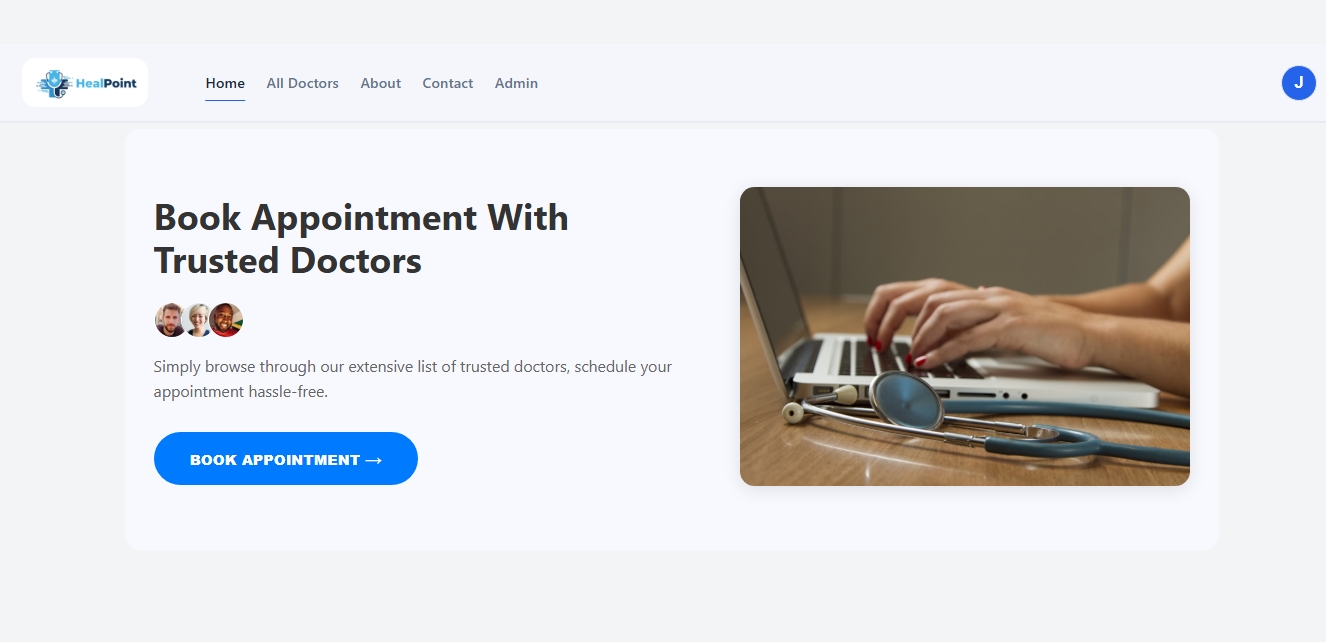 HealPoint
Home
All Doctors
About
Contact
Admin
J
Book Appointment With
Trusted Doctors
Simply browse through our extensive list of trusted doctors, schedule your
appointment hassle-free.
BOOK APPOINTMENT →